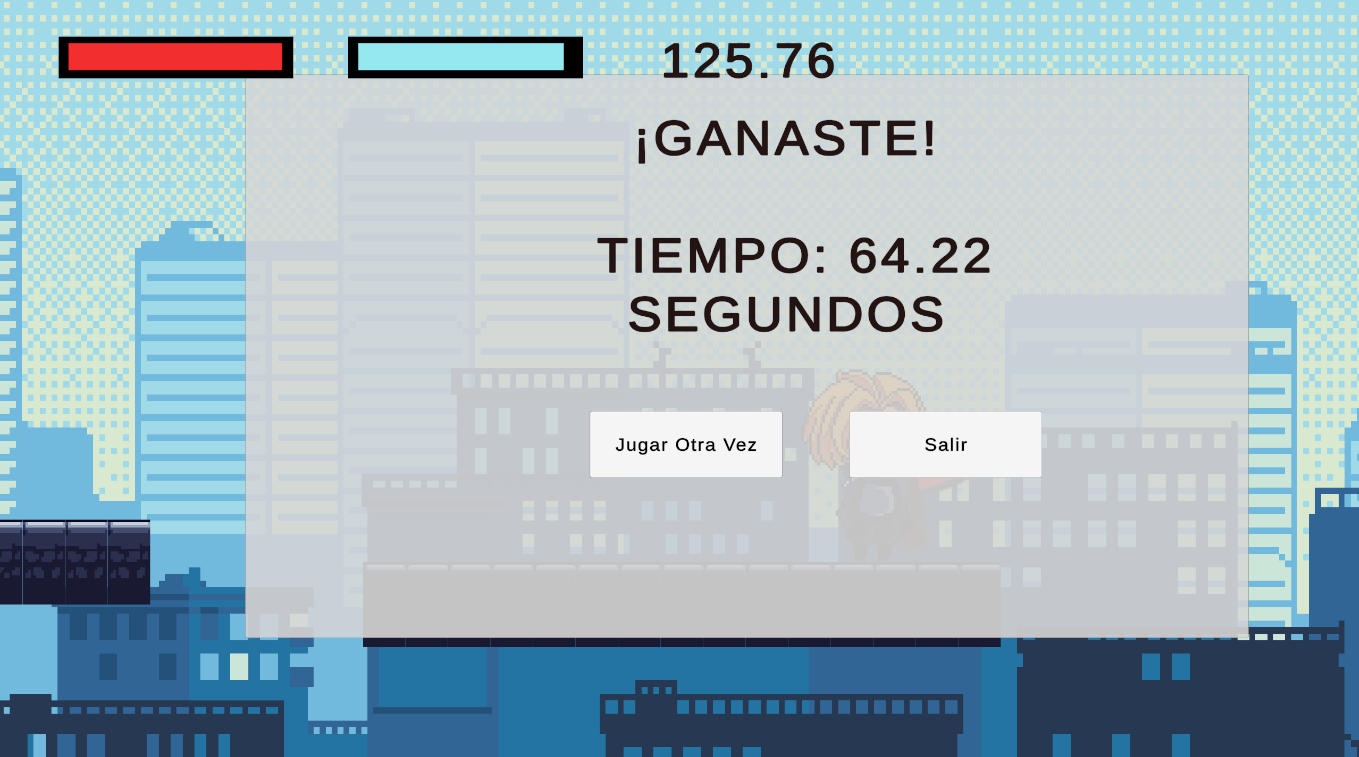 125.76
¡GANASTE!
TIEMPO: 64.22
SEGUNDOS
Jugar Otra Vez
Salir